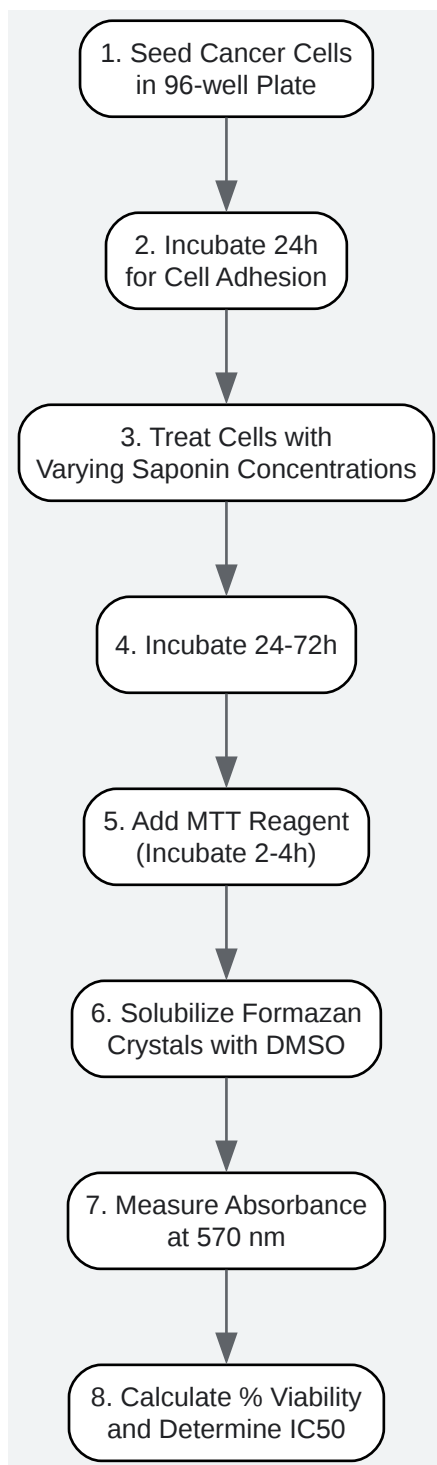 1. Seed Cancer Cells
in 96-well Plate
2. Incubate 24h
for Cell Adhesion
3. Treat Cells with
Varying Saponin Concentrations
4. Incubate 24-72h
5. Add MTT Reagent
(Incubate 2-4h)
6. Solubilize Formazan
Crystals with DMSO
7. Measure Absorbance
at 570 nm
8. Calculate % Viability
and Determine IC50